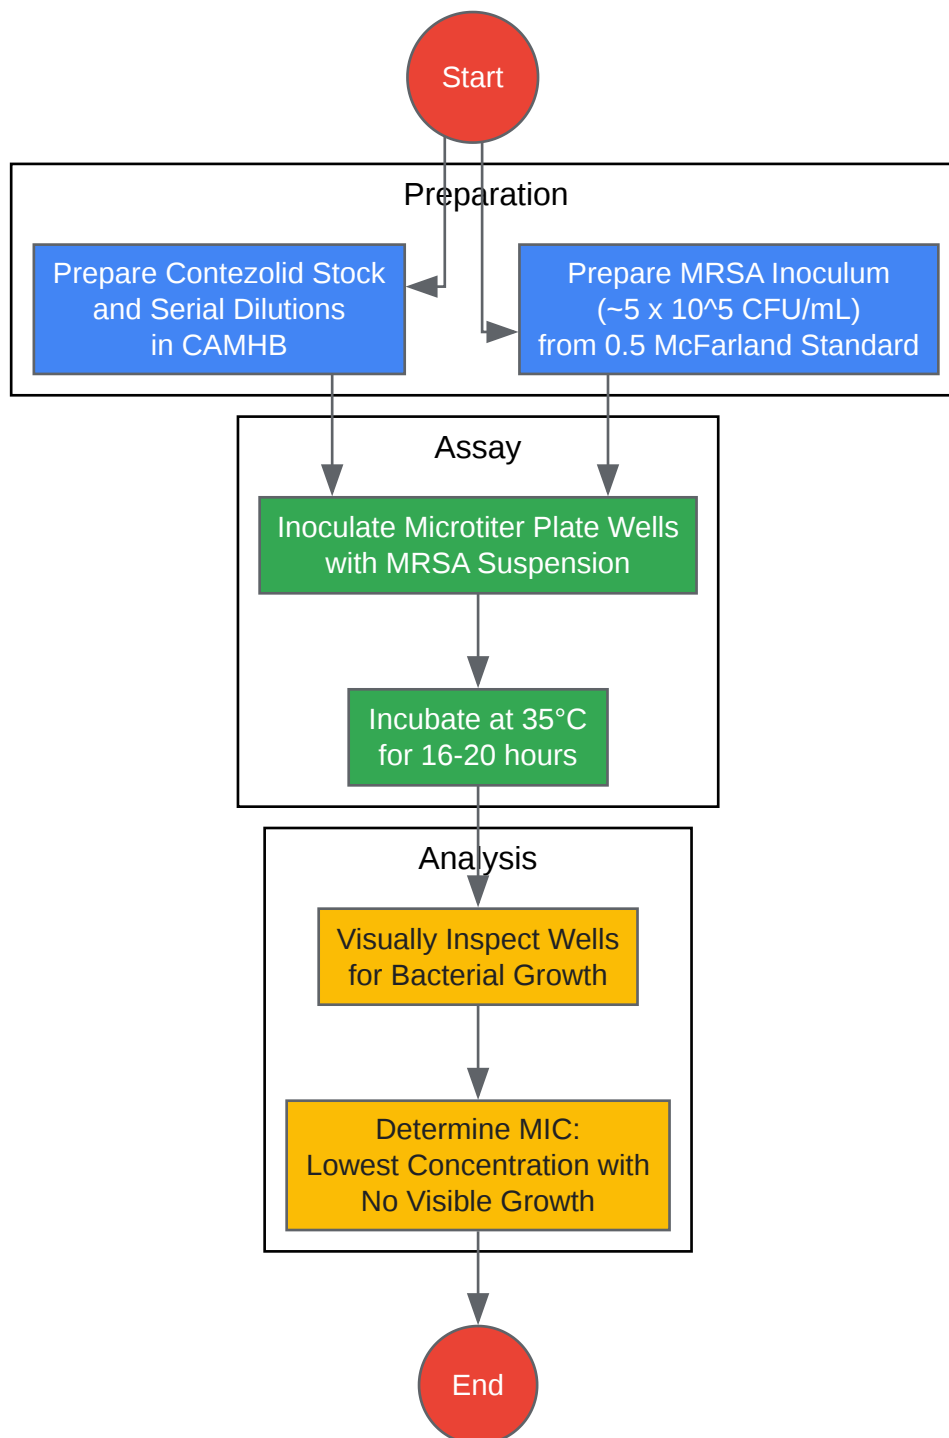 Start
Preparation
Prepare Contezolid Stock
and Serial Dilutions
in CAMHB
Prepare MRSA Inoculum
(~5 x 10^5 CFU/mL)
from 0.5 McFarland Standard
Assay
Inoculate Microtiter Plate Wells
with MRSA Suspension
Incubate at 35°C
for 16-20 hours
Analysis
Visually Inspect Wells
for Bacterial Growth
Determine MIC:
Lowest Concentration with
No Visible Growth
End